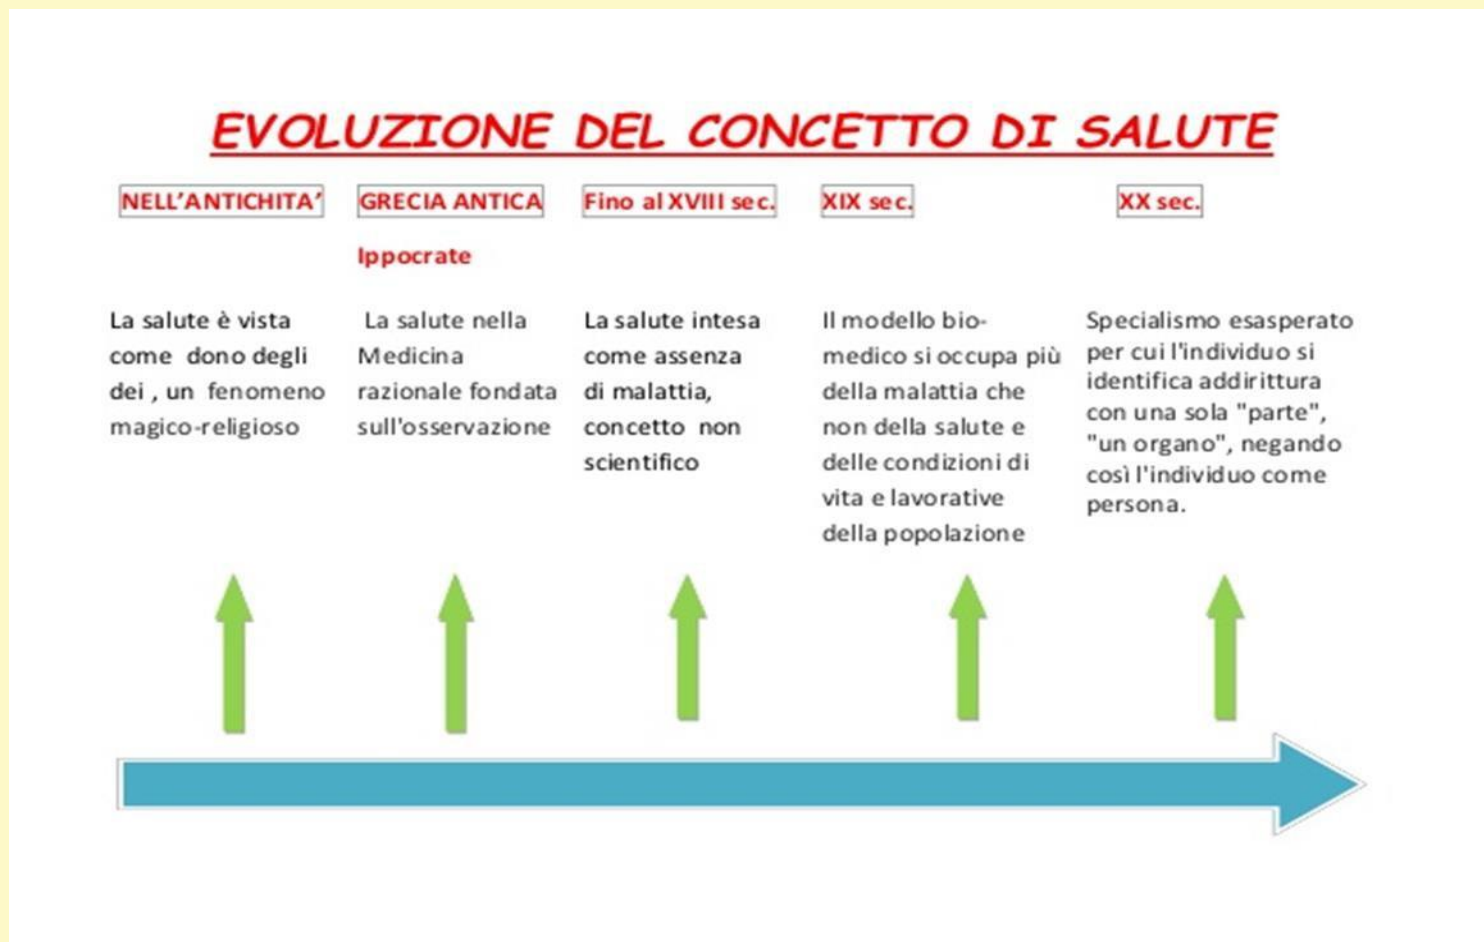 EVOLUZIONE DEL CONCETTO DI SALUTE
NELL'ANTICHITA'
La salute è vista
come dono degli
dei , un fenomeno
magico-religioso
GRECIA ANTICA
Ippocrate
La salute nella
Medicina
razionale fondata
sull'osservazione
Fino al XVIII sec.
La salute intesa
come assenza
di malattia,
concetto non
scientifico
XIX sec.
Il modello bio-
medico si occupa più
della malattia che
non della salute e
delle condizioni di
vita e lavorative
della popolazione
XX sec.
Specialismo esasperato
per cui l'individuo si
identifica addirittura
con una sola "parte",
"un organo", negando
così l'individuo come
persona.